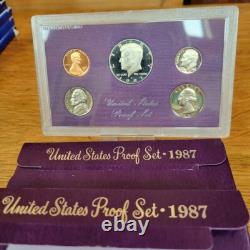 United States
Proof Set
United States Proof Set - 1987
United States Proof Set - 1987